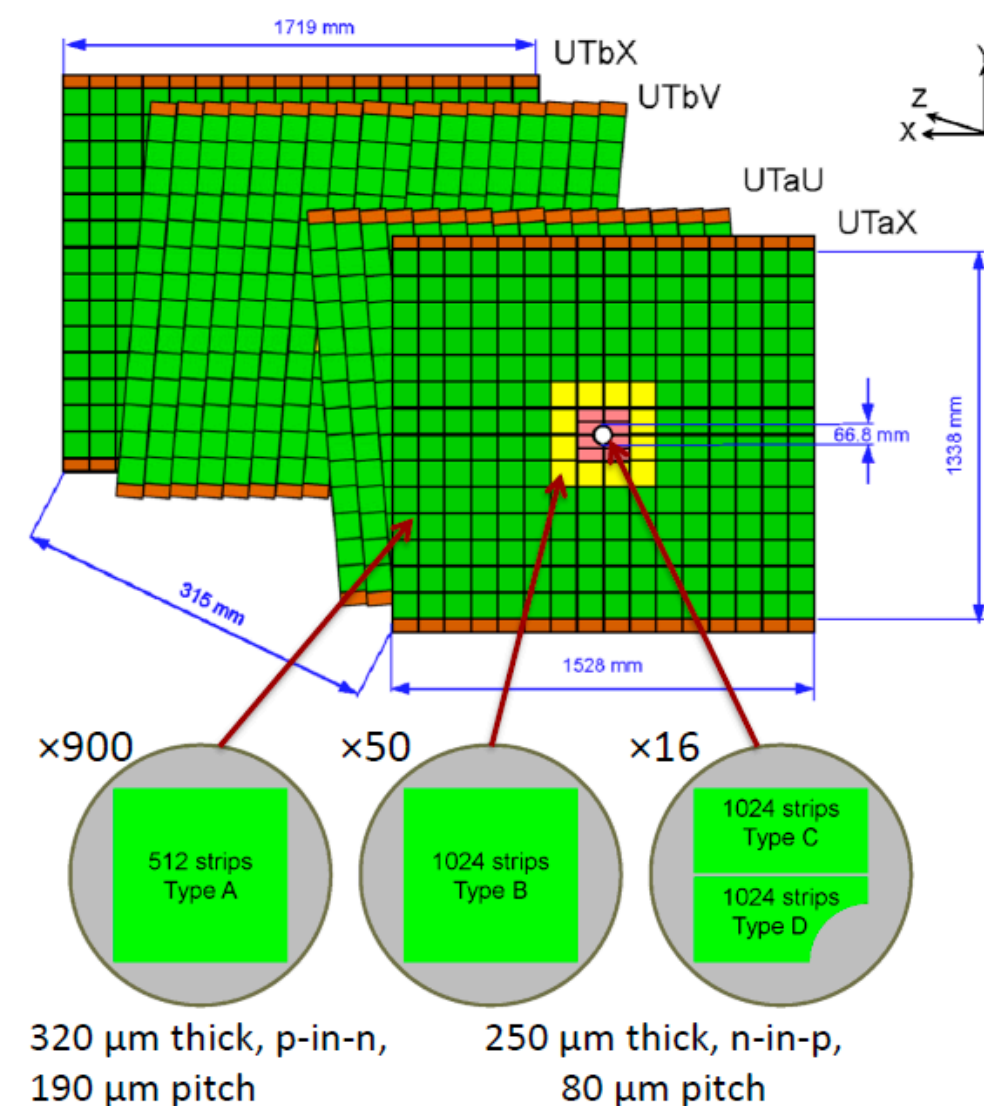 1719 mm
UTbX
UTbV
Y
Z
X
UTaU
UTaX
66.8 mm
1338 mm
315 mm
1528 mm
×900
×50
×16
512 strips
Type A
1024 strips
Type B
1024 strips
Type C
1024 strips
Type D
320 μm thick, p-in-n,
190 μm pitch
250 μm thick, n-in-p,
80 μm pitch